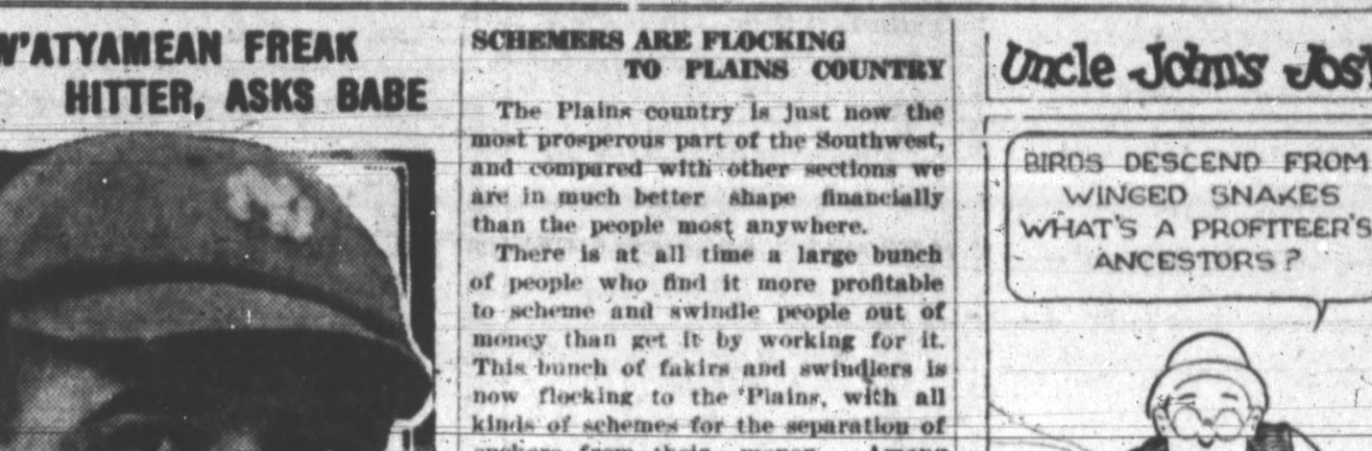 W'ATYAMEAN FREAK
HITTER, ASKS BABE
NY
SCHEMERS ARE FLOCKING
TO PLAINS COUNTRY
The Plains country is just now the
most prosperous part of the Southwest,
and compared with other sections we
are in much better shape financially
than the people most anywhere.
There is at all time a large bunch
of people who find it more profitable
to scheme and swindle people out of
money than get it by working for it.
This bunch of fakirs and swindlers is
now flocking to the 'Plains, with all
kinds of schemes for the separation of
from their money. Among
Uncle John's
BIRDS DESCEND FROM
WINGED SNAKES
WHAT'S A PROFITEER'S
ANCESTORS?